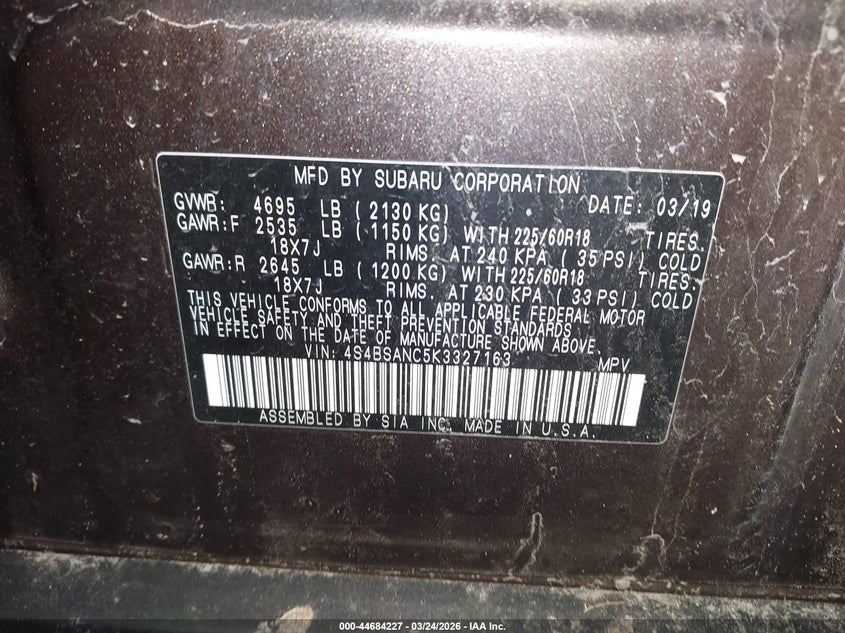 MFD BY SUBARU CORPORATION DATE: 03/19
GVWR: 4695 LB (2130 KG)
GAWR:F 2535 LB (1150 KG) WITH 225/60R18 TIRES.
18X7J RIMS. AT 240 KPA (35 PSI) COLD
GAWR:R 2645 LB (1200 KG) WITH 225/60R18 TIRES.
18X7J RIMS. AT 230 KPA (33 PSI) COLD
THIS VEHICLE CONFORMS TO ALL APPLICABLE FEDERAL MOTOR
VEHICLE SAFETY AND THEFT PREVENTION STANDARDS
IN EFFECT ON THE DATE OF MANUFACTURE SHOWN ABOVE.
VIN: 4S4BSANC5K3327163 MPV
ASSEMBLED BY SIA INC. MADE IN U.S.A.
000-44684227 - 03/24/2026 - IAA Inc.